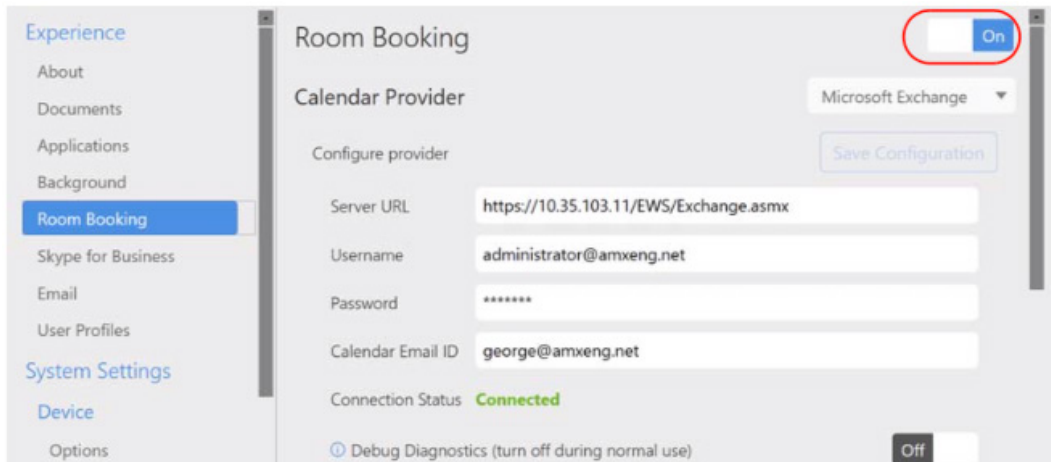 Experience
About
Documents
Applications
Background
Room Booking
Skype for Business
Email
User Profiles
System Settings
Device
Options
Room Booking
On
Calendar Provider
Microsoft Exchange
Configure provider
Save Configuration
Server URL
https://10.35.103.11/EWS/Exchange.asmx
Username
administrator@amxeng.net
Password
*******
Calendar Email ID
george@amxeng.net
Connection Status Connected
Debug Diagnostics (turn off during normal use)
Off